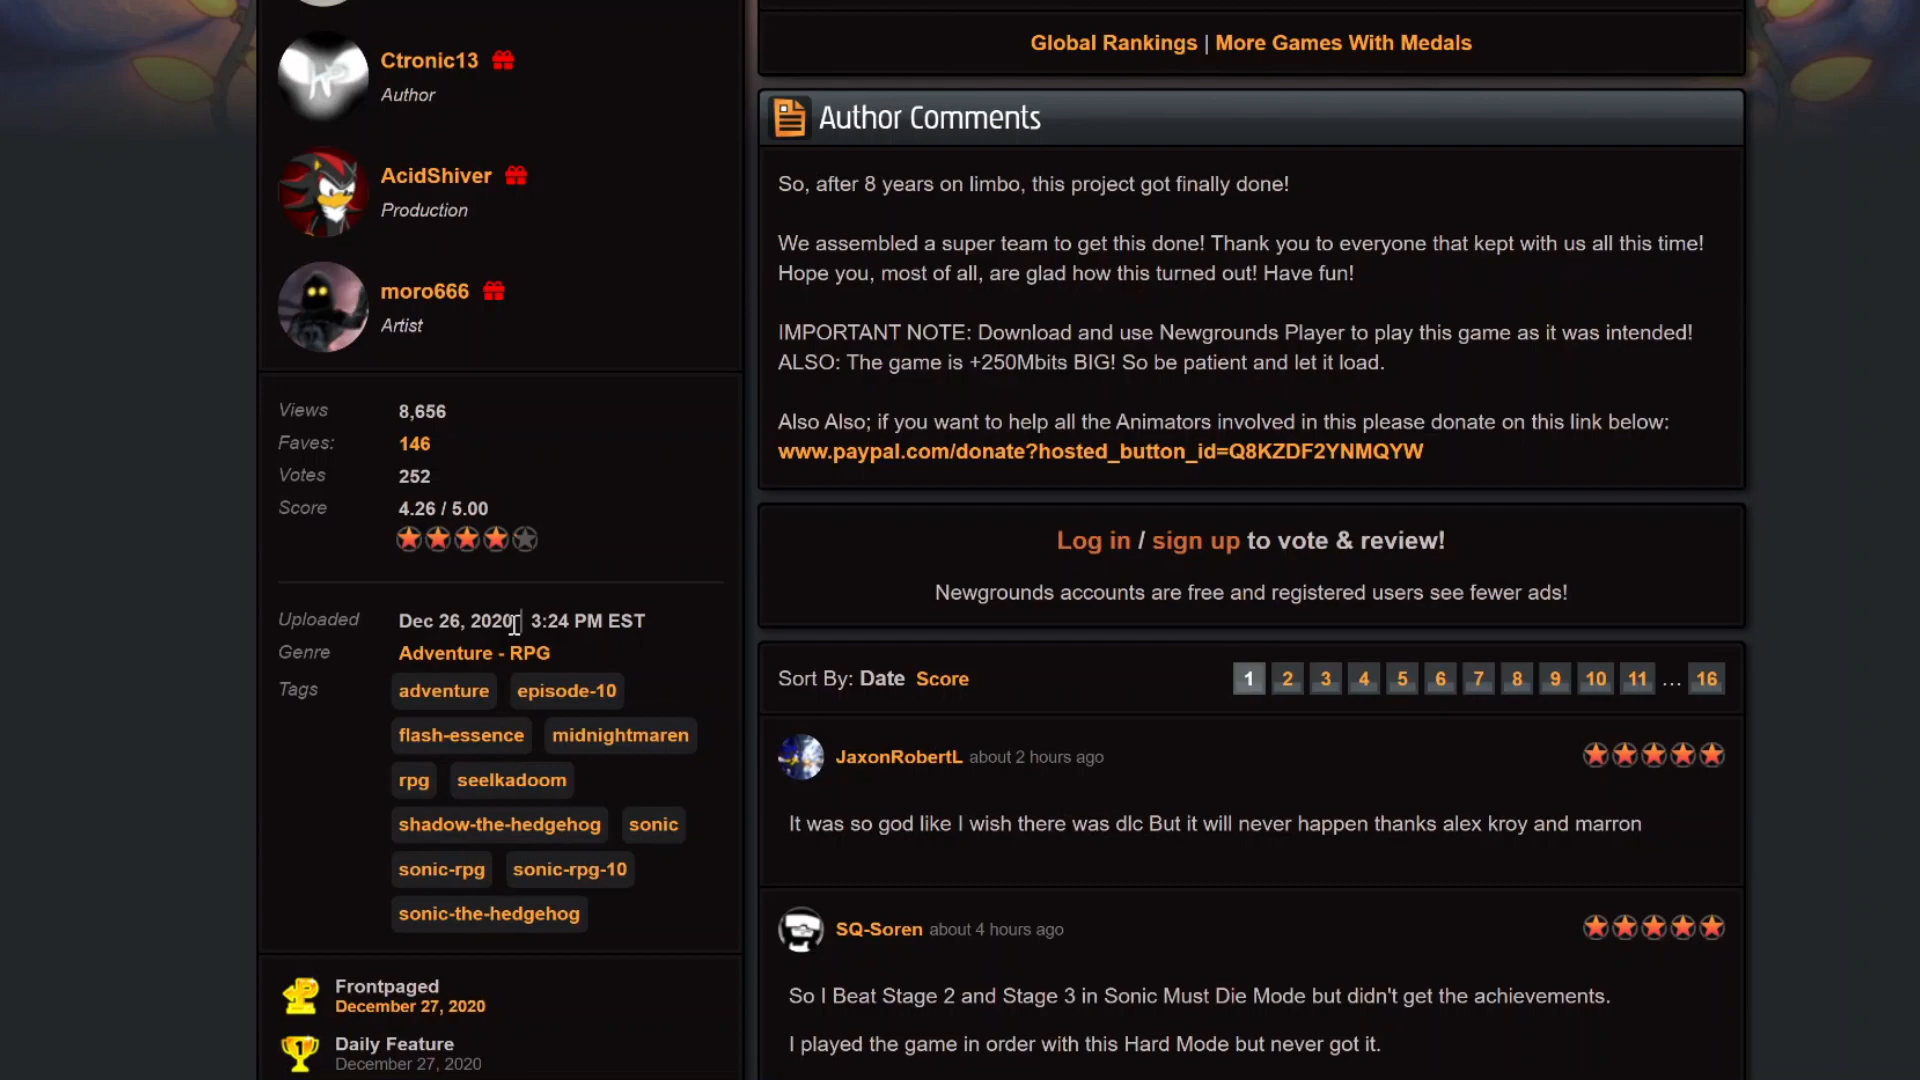 Ctronic13
Author
AcidShiver
Production
moro666
Artist
Views 8,656
Faves: 146
Votes 252
Score 4.26 / 5.00
Uploaded Dec 26, 2020 3:24 PM EST
Genre Adventure - RPG
Tags adventure episode-10
flash-essence midnightmaren
rpg seelkadoom
shadow-the-hedgehog sonic
sonic-rpg sonic-rpg-10
sonic-the-hedgehog
Frontpaged
December 27, 2020
Daily Feature
December 27, 2020
Global Rankings | More Games With Medals
Author Comments
So, after 8 years on limbo, this project got finally done!
We assembled a super team to get this done! Thank you to everyone that kept with us all this time!
Hope you, most of all, are glad how this turned out! Have fun!
IMPORTANT NOTE: Download and use Newgrounds Player to play this game as it was intended!
ALSO: The game is +250Mbits BIG! So be patient and let it load.
Also Also; if you want to help all the Animators involved in this please donate on this link below:
www.paypal.com/donate?hosted_button_id=Q8KZDF2YNMQYW
Log in / sign up to vote & review!
Newgrounds accounts are free and registered users see fewer ads!
Sort By: Date Score 1 2 3 4 5 6 7 8 9 10 11 ... 16
JaxonRobertL about 2 hours ago
It was so god like I wish there was dlc But it will never happen thanks alex kroy and marron
SQ-Soren about 4 hours ago
So I Beat Stage 2 and Stage 3 in Sonic Must Die Mode but didn't get the achievements.
I played the game in order with this Hard Mode but never got it.